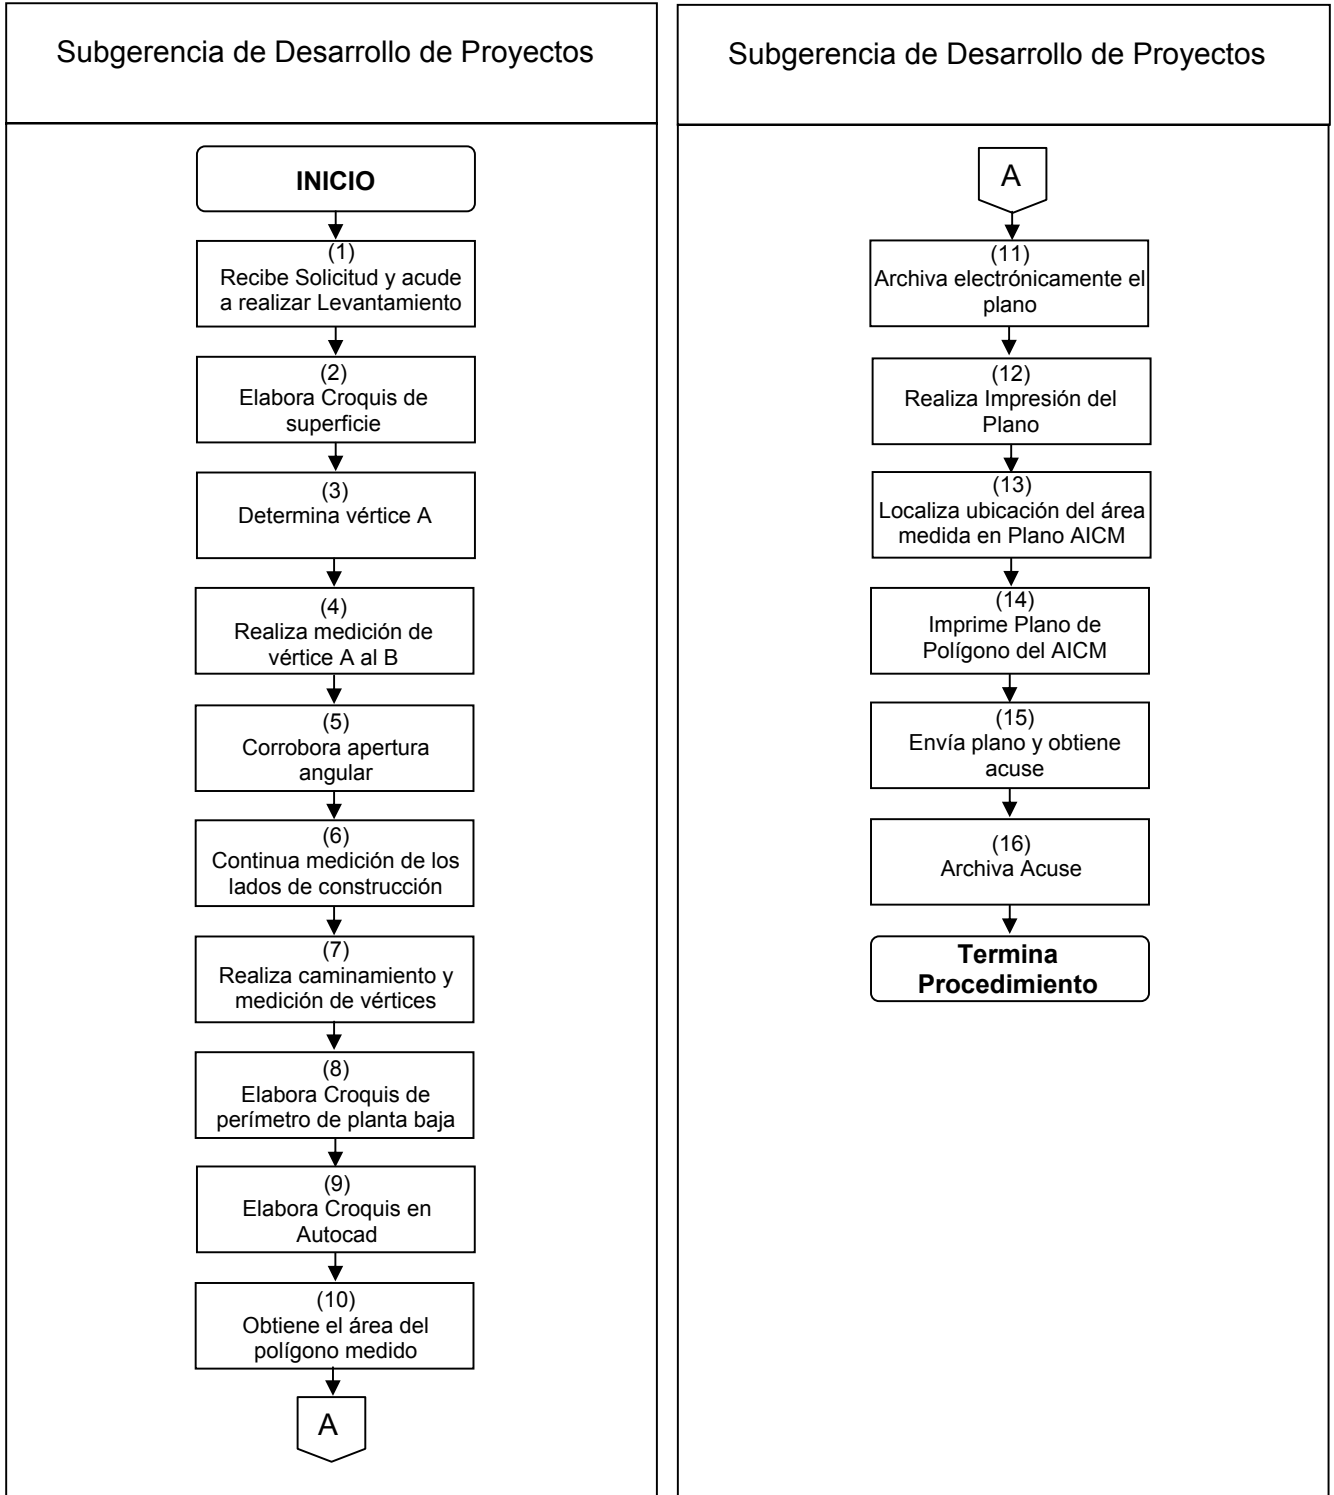 Subgerencia de Desarrollo de Proyectos
INICIO
(1)
Recibe Solicitud y acude
a realizar Levantamiento
(2)
Elabora Croquis de
superficie
(3)
Determina vértice A
(4)
Realiza medición de
vértice A al B
(5)
Corrobora apertura
angular
(6)
Continua medición de los
lados de construcción
(7)
Realiza caminamiento y
medición de vértices
(8)
Elabora Croquis de
perímetro de planta baja
(9)
Elabora Croquis en
Autocad
(10)
Obtiene el área del
polígono medido
A
Subgerencia de Desarrollo de Proyectos
A
(11)
Archiva electrónicamente el
plano
(12)
Realiza Impresión del
Plano
(13)
Localiza ubicación del área
medida en Plano AICM
(14)
Imprime Plano de
Polígono del AICM
(15)
Envía plano y obtiene
acuse
(16)
Archiva Acuse
Termina
Procedimiento